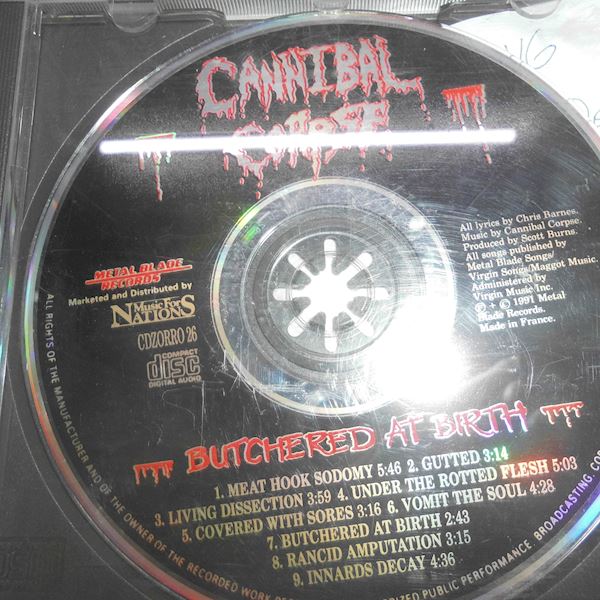 CANNIBAL
CORPSE
METAL BLADE
RECORDS
Marketed and Distributed by
Music For
NATIONS
CDZORRO 26
COMPACT
disc
DIGITAL AUDIO
All lyrics by Chris Barnes.
Music by Cannibal Corpse.
Produced by Scott Burns.
All songs published by
Metal Blade Songs/
Virgin Songs/Maggot Music.
Administered by
Virgin Music Inc.
℗ + © 1991 Metal
Blade Records.
Made in France.
BUTCHERED AT BIRTH
1. MEAT HOOK SODOMY 5:46 2. GUTTED 3:14
3. LIVING DISSECTION 3:59 4. UNDER THE ROTTED FLESH 5:03
5. COVERED WITH SORES 3:16 6. VOMIT THE SOUL 4:28
7. BUTCHERED AT BIRTH 2:43
8. RANCID AMPUTATION 3:15
9. INNARDS DECAY 4:36
ALL RIGHTS OF THE MANUFACTURER AND OF THE OWNER OF THE RECORDED WORK PUBLIC PERFORMANCE, BROADCASTING,